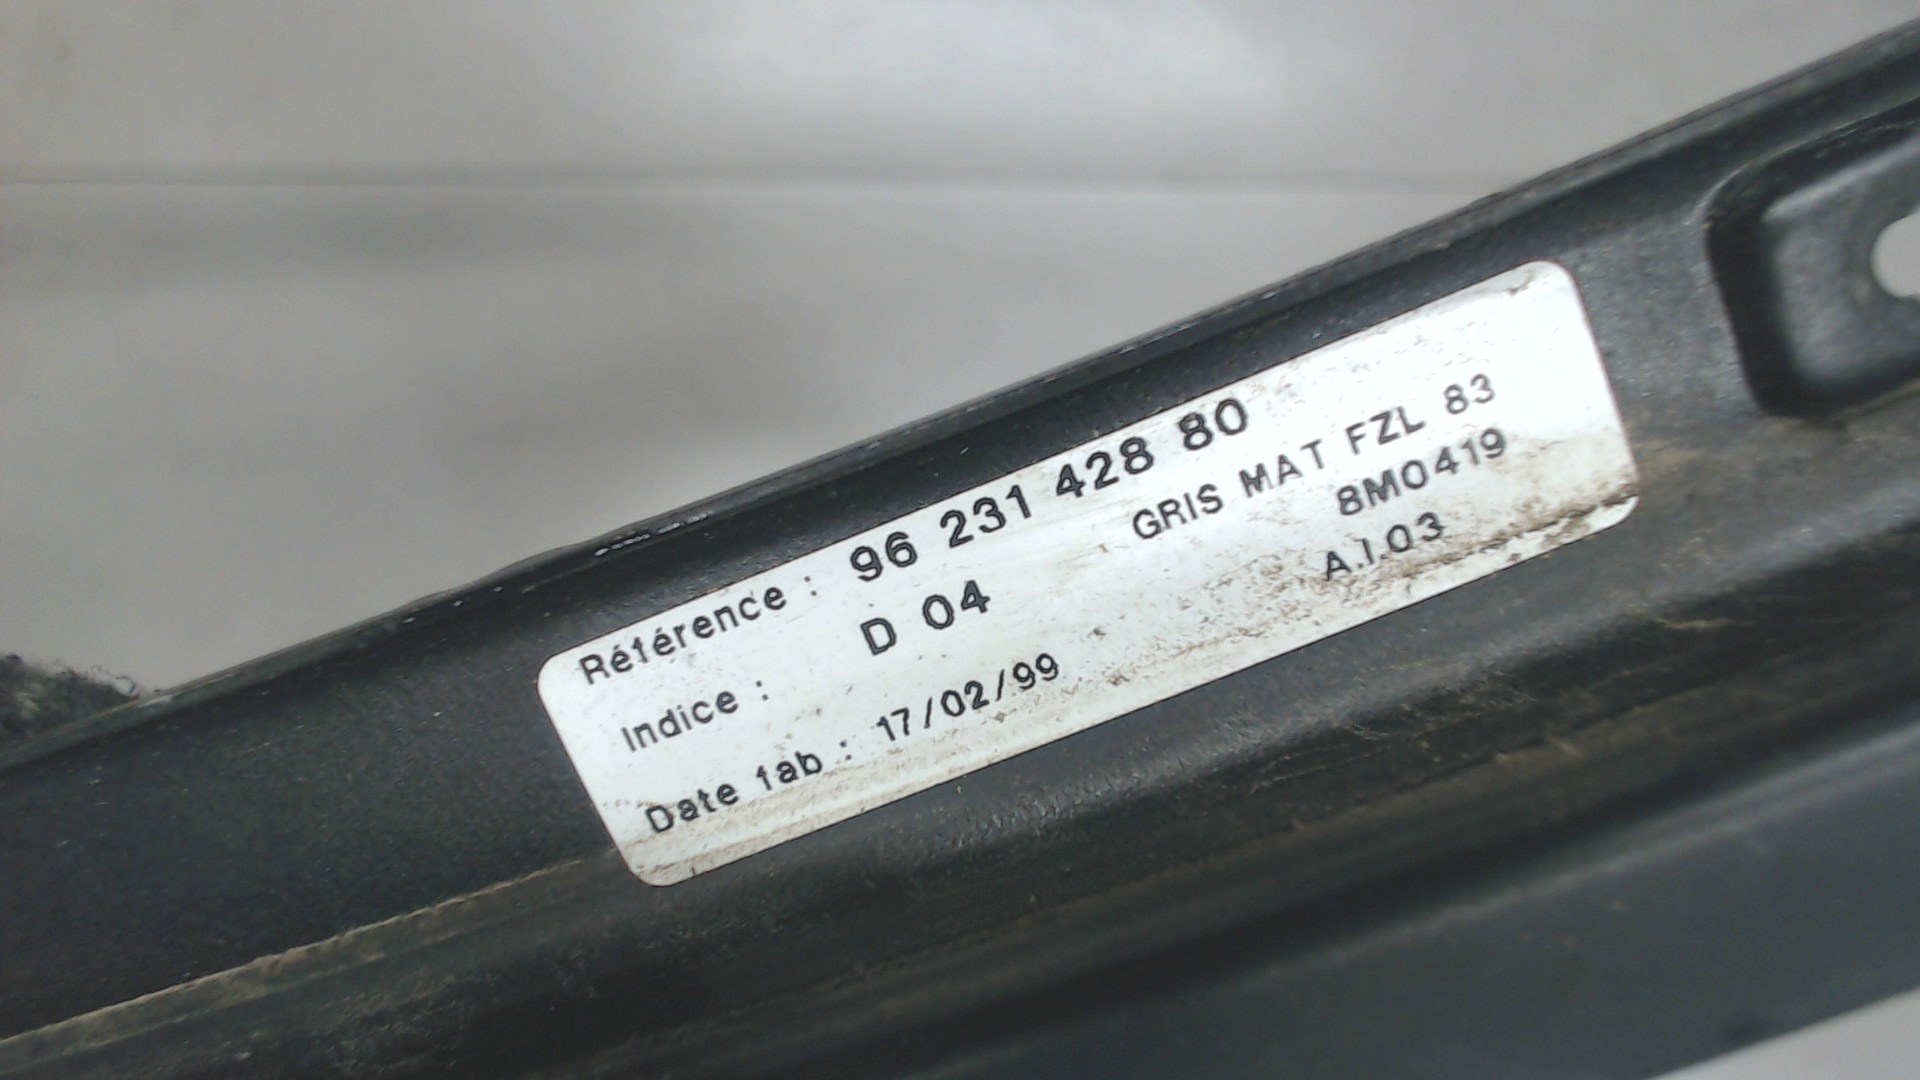 Référence : 96 231 428 80
Indice : D 04 GRIS MAT FZL 83
8M0419
Date fab : 17/02/99 A.I.03